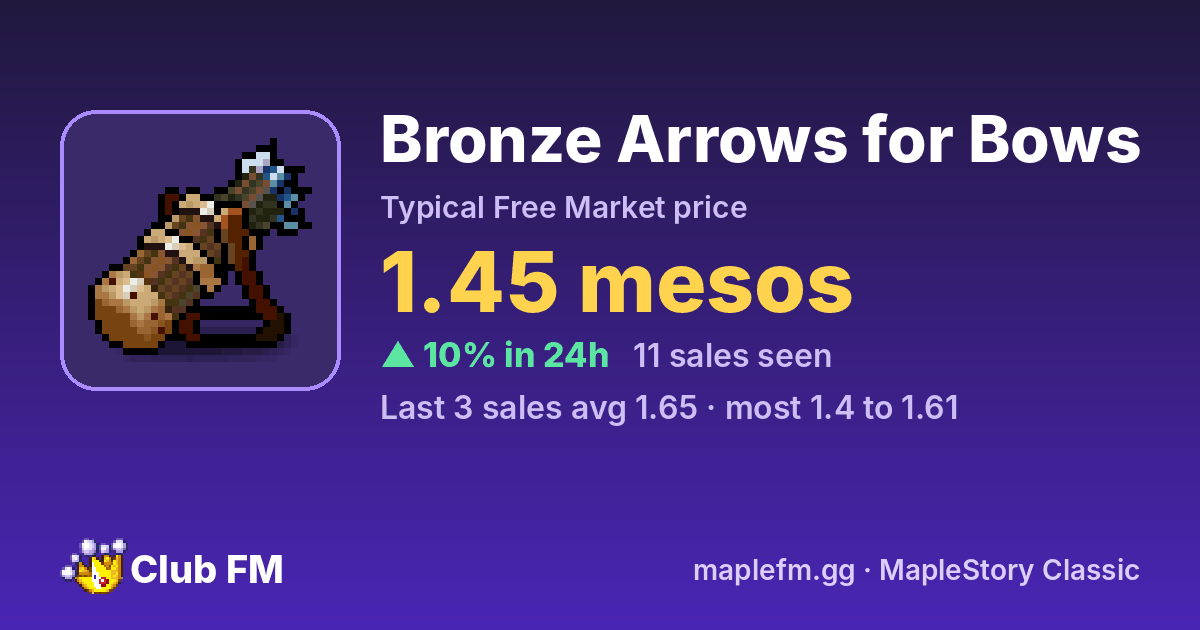 Bronze Arrows for Bows
Typical Free Market price
1.45 mesos
▲ 10% in 24h 11 sales seen
Last 3 sales avg 1.65 · most 1.4 to 1.61
Club FM
maplefm.gg · MapleStory Classic